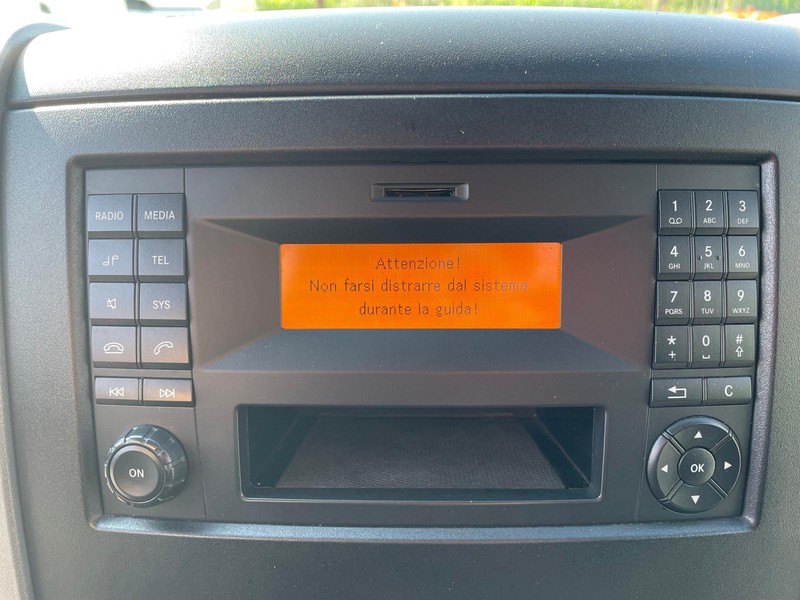 RADIO MEDIA
TEL
SYS
ON
Attenzione!
Non farsi distrarre dal sistema
durante la guida!
1 2 3
ABC DEF
4 5 6
GHI JKL MNO
7 8 9
PQRS TUV WXYZ
* 0 #
+
C
OK